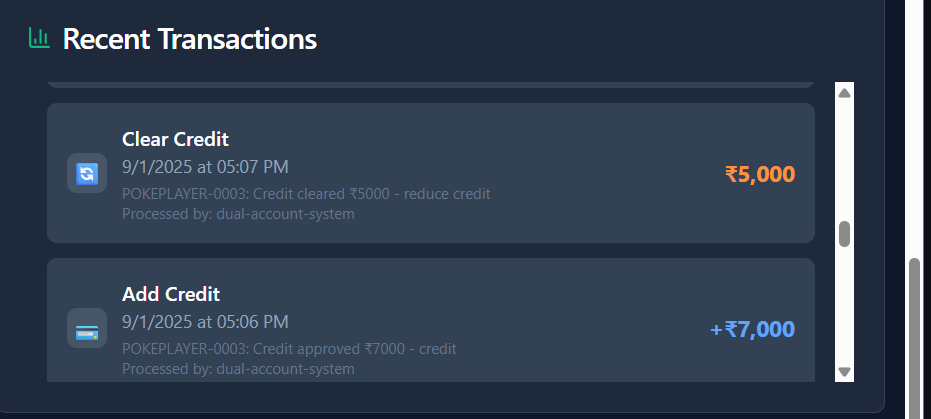 Recent Transactions
Clear Credit
9/1/2025 at 05:07 PM
POKEPLAYER-0003: Credit cleared ₹5000 - reduce credit
Processed by: dual-account-system
₹5,000
Add Credit
9/1/2025 at 05:06 PM
POKEPLAYER-0003: Credit approved ₹7000 - credit
Processed by: dual-account-system
+₹7,000